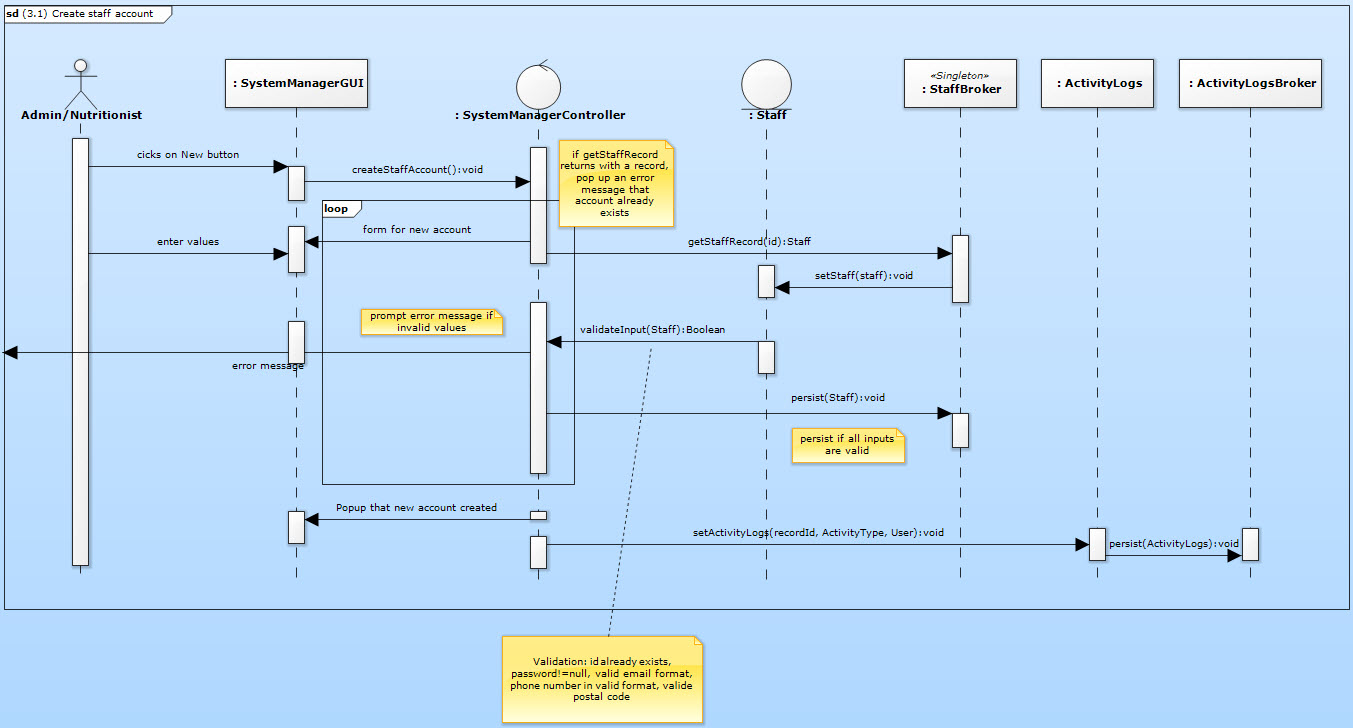 sd (3.1) Create staff account
: SystemManagerGUI
«Singleton»
: StaffBroker
: ActivityLogs
: ActivityLogsBroker
Admin/Nutritionist
: SystemManagerController
: Staff
cicks on New button
createStaffAccount():void
if getStaffRecord
returns with a record,
pop up an error
message that
account already
exists
loop
form for new account
enter values
getStaffRecord(id):Staff
setStaff(staff):void
prompt error message if
invalid values
validateInput(Staff):Boolean
error message
persist(Staff):void
persist if all inputs
are valid
Popup that new account created
setActivityLogs(recordId, ActivityType, User):void
persist(ActivityLogs):void
Validation: id already exists,
password!=null, valid email format,
phone number in valid format, valide
postal code